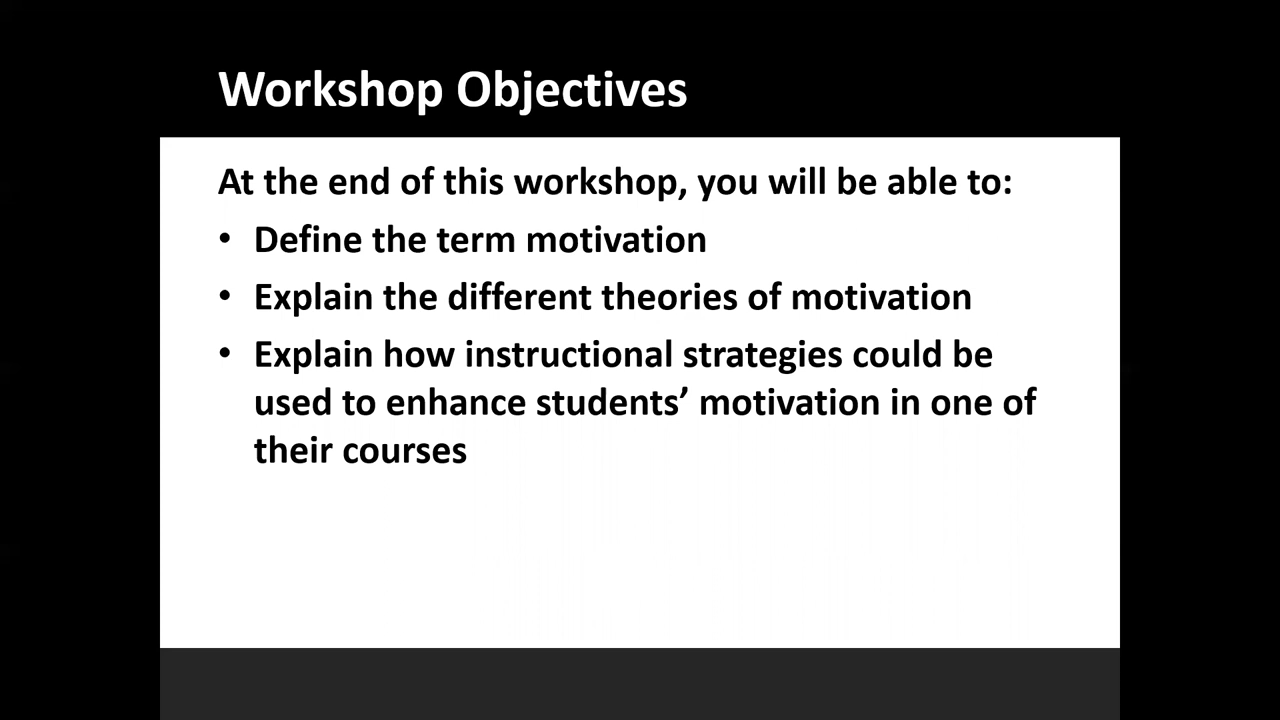 Workshop Objectives
At the end of this workshop, you will be able to:
• Define the term motivation
• Explain the different theories of motivation
• Explain how instructional strategies could be
used to enhance students’ motivation in one of
their courses